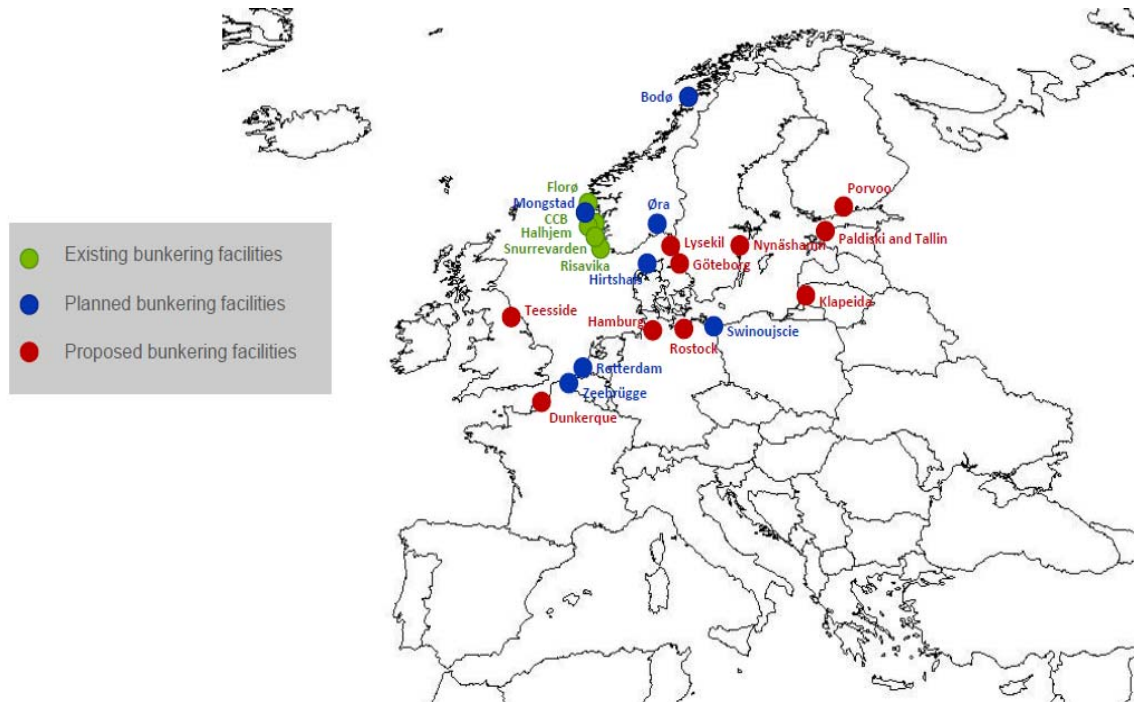 Existing bunkering facilities
Planned bunkering facilities
Proposed bunkering facilities
Bodø
Florø
Mongstad
CCB
Halhjem
Snurrevarden
Risavika
Øra
Lysekil
Göteborg
Hirtshals
Nynäshamn
Porvoo
Paldiski and Tallin
Klapeida
Teesside
Hamburg
Rostock
Swinoujscie
Rotterdam
Zeebrügge
Dunkerque